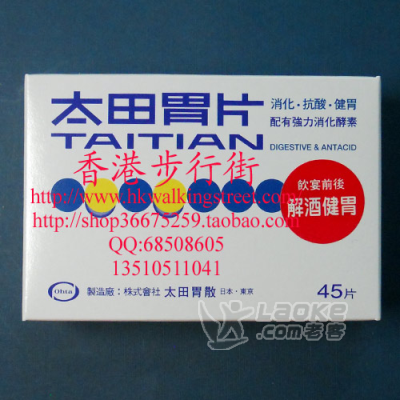 太田胃片
消化・抗酸・健胃
配有強力消化酵素
TAITIAN
DIGESTIVE & ANTACID
香港步行街
http://www.hkwalkingstreet.com/
http://shop36675259.taobao.com/
QQ:68508605
13510511041
飲宴前後
解酒健胃
Ohta
製造廠：株式會社 太田胃散 日本・東京
45片
LAOKE
.com老客